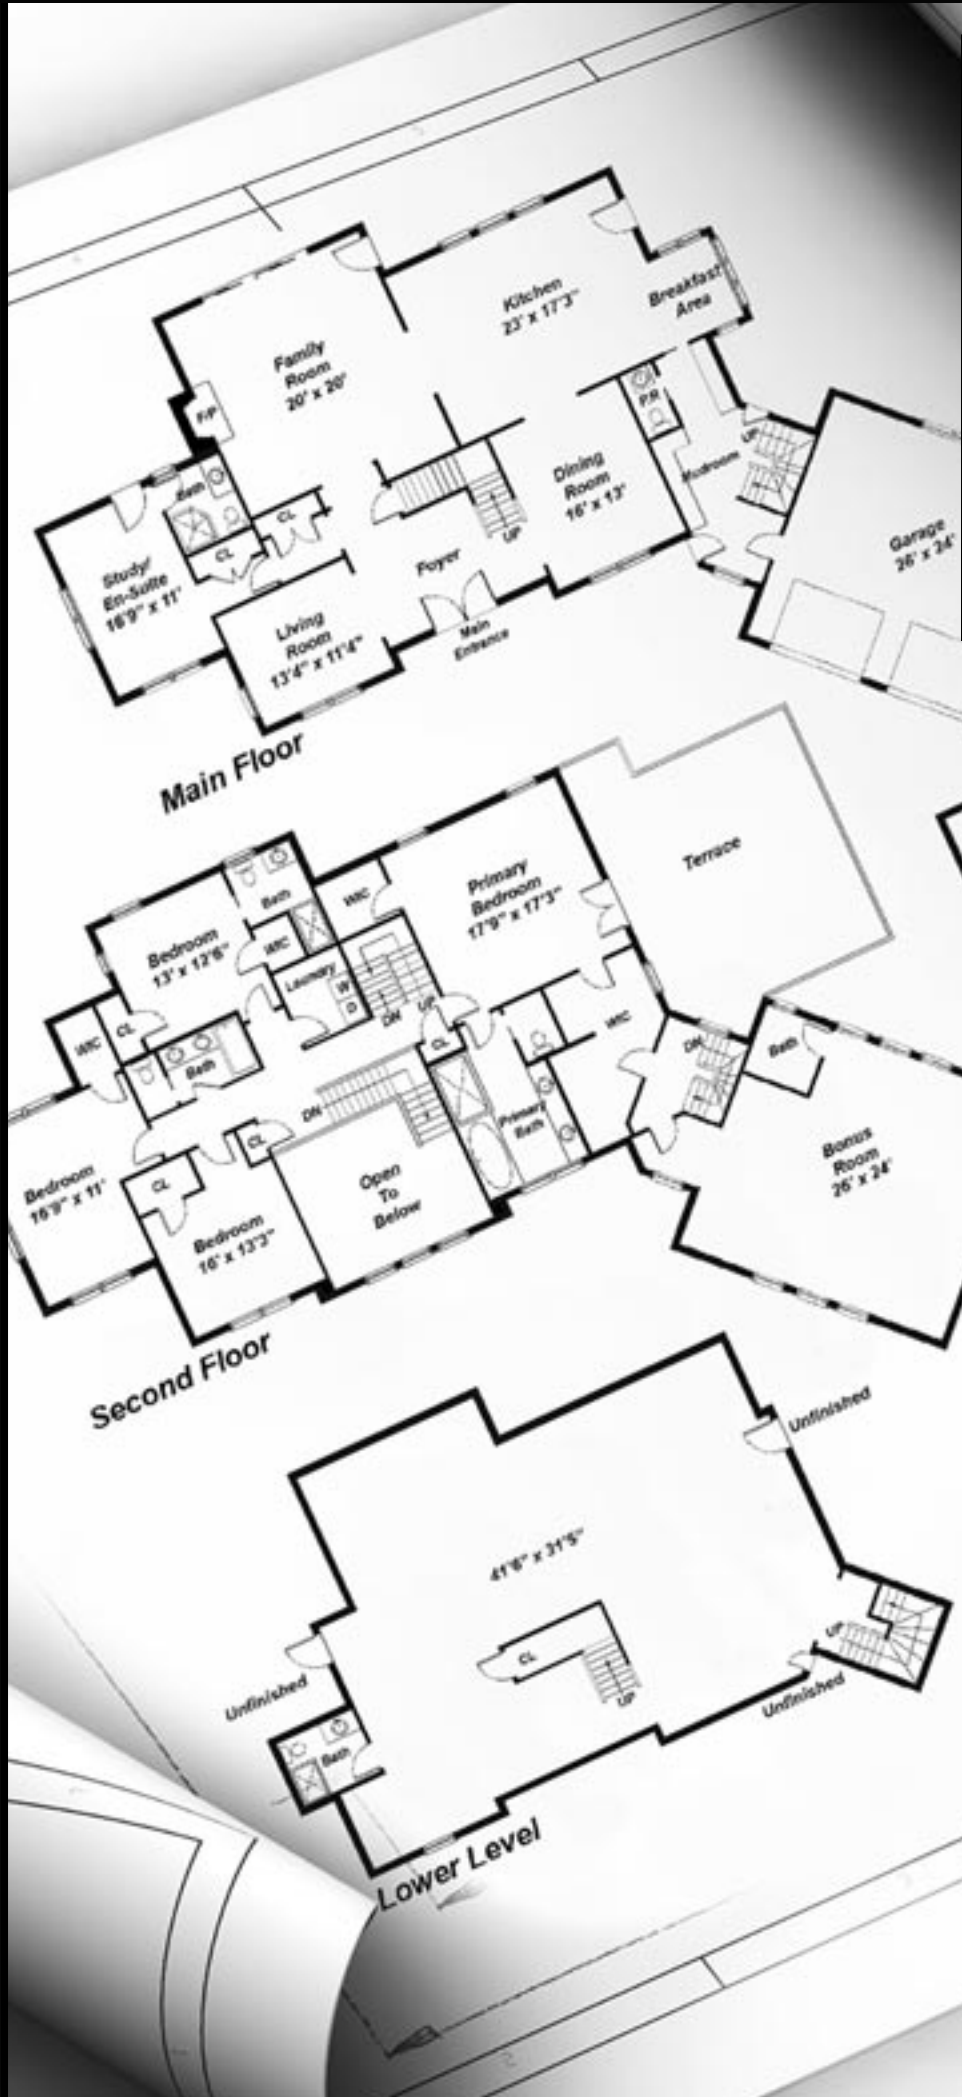 Kitchen
23' x 17'3"
Breakfast
Area
Family
Room
20' x 20'
F/P
P/R
UP
Mudroom
Dining
Room
16' x 13'
Garage
26' x 24'
Bath
CL
CL
Study/
En-Suite
16'9" x 11'
UP
Foyer
Living
Room
13'4" x 11'4"
Main
Entrance
Main Floor
Terrace
Primary
Bedroom
17'9" x 17'3"
WIC
Bath
Bedroom
13' x 12'6"
WIC
Laundry
W
D
UP
DN
CL
WIC
CL
WIC
DN
Bath
Bath
DN
Primary
Bath
CL
Bonus
Room
26' x 24'
Bedroom
16'9" x 11'
CL
Open
To
Below
Bedroom
16' x 13'3"
Second Floor
Unfinished
41'6" x 31'5"
UP
CL
UP
Unfinished
Unfinished
Bath
Lower Level